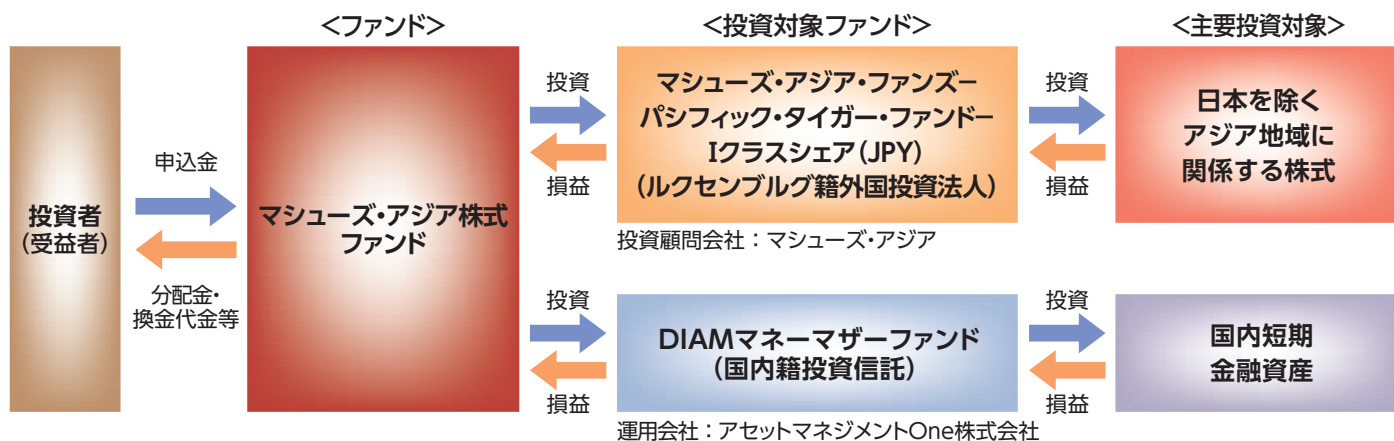 <ファンド>
<投資対象ファンド>
<主要投資対象>
投資者
(受益者)
申込金
分配金・
換金代金等
マシューズ・アジア株式
ファンド
投資
損益
マシューズ・アジア・ファンズー
パシフィック・タイガー・ファンドー
Iクラスシェア(JPY)
(ルクセンブルグ籍外国投資法人)
投資顧問会社:マシューズ・アジア
投資
損益
日本を除く
アジア地域に
関係する株式
投資
損益
DIAMマネーマザーファンド
(国内籍投資信託)
運用会社:アセットマネジメントOne株式会社
投資
損益
国内短期
金融資産